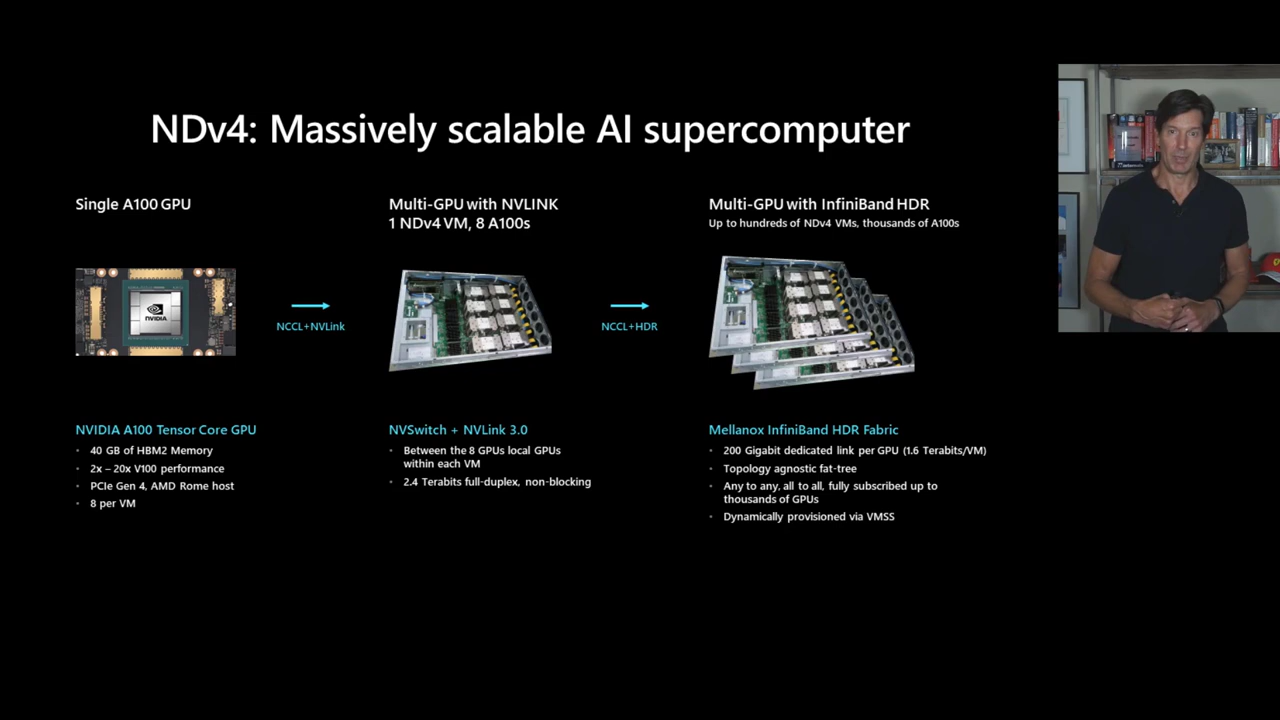 NDv4: Massively scalable AI supercomputer
Single A100 GPU
NVIDIA
NCCL+NVLink
NVIDIA A100 Tensor Core GPU
40 GB of HBM2 Memory
2x – 20x V100 performance
PCIe Gen 4, AMD Rome host
8 per VM
Multi-GPU with NVLINK
1 NDv4 VM, 8 A100s
NCCL+HDR
NVSwitch + NVLink 3.0
Between the 8 GPUs local GPUs
within each VM
2.4 Terabits full-duplex, non-blocking
Multi-GPU with InfiniBand HDR
Up to hundreds of NDv4 VMs, thousands of A100s
Mellanox InfiniBand HDR Fabric
200 Gigabit dedicated link per GPU (1.6 Terabits/VM)
Topology agnostic fat-tree
Any to any, all to all, fully subscribed up to
thousands of GPUs
Dynamically provisioned via VMSS